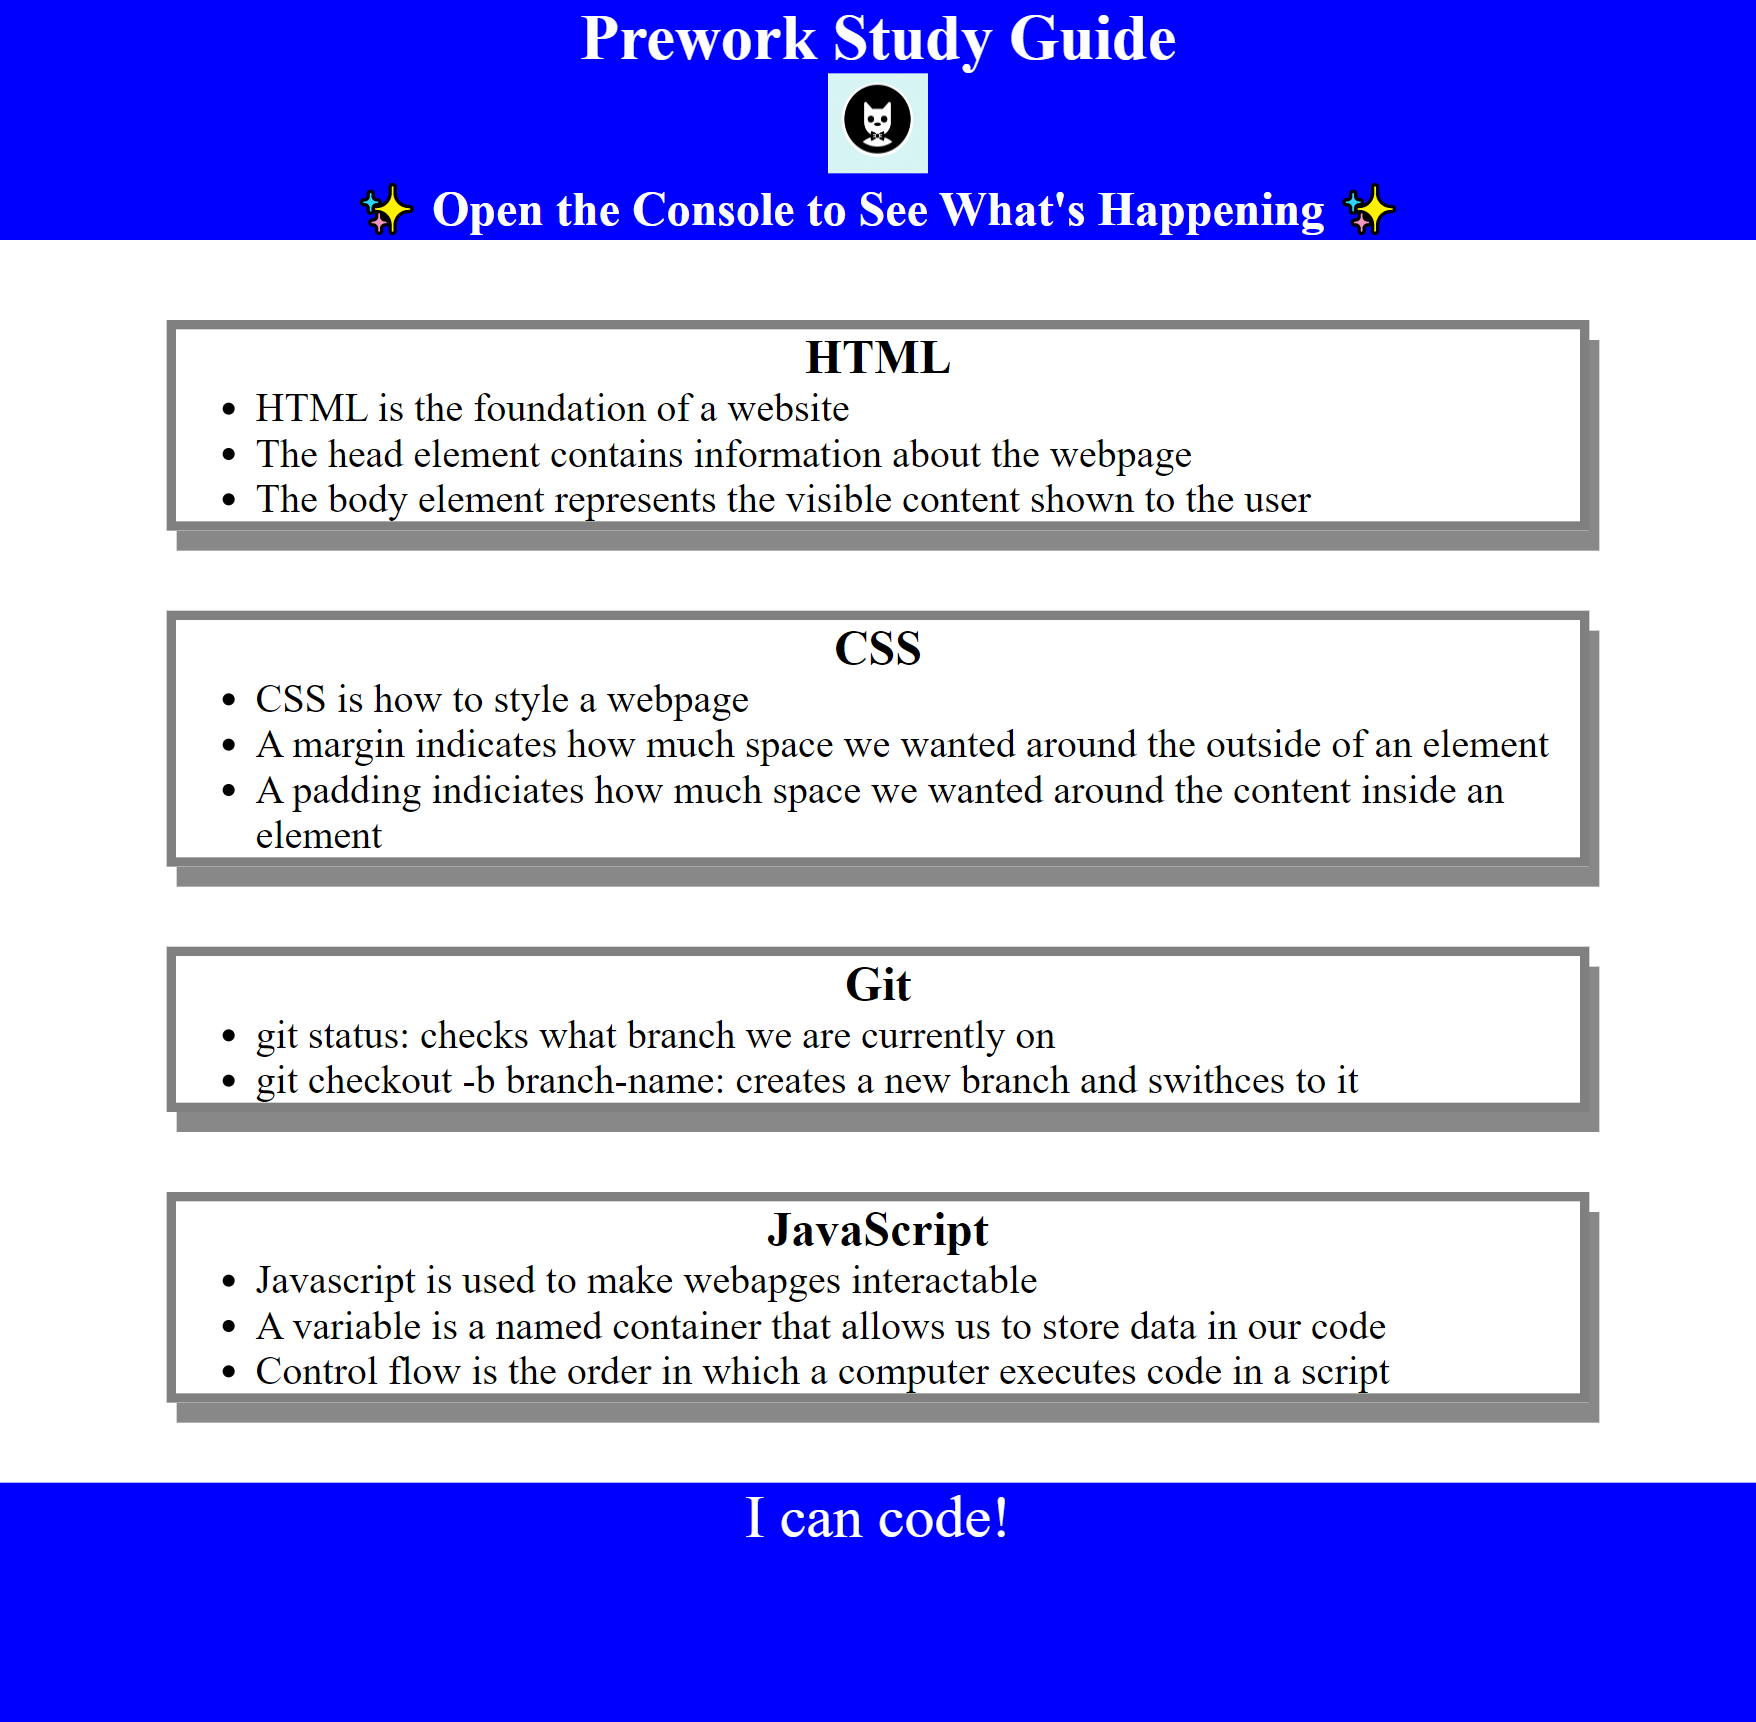 Prework Study Guide
✨ Open the Console to See What's Happening ✨
HTML
• HTML is the foundation of a website
• The head element contains information about the webpage
• The body element represents the visible content shown to the user
CSS
• CSS is how to style a webpage
• A margin indicates how much space we wanted around the outside of an element
• A padding indiciates how much space we wanted around the content inside an
element
Git
• git status: checks what branch we are currently on
• git checkout -b branch-name: creates a new branch and swithces to it
JavaScript
• Javascript is used to make webapges interactable
• A variable is a named container that allows us to store data in our code
• Control flow is the order in which a computer executes code in a script
I can code!